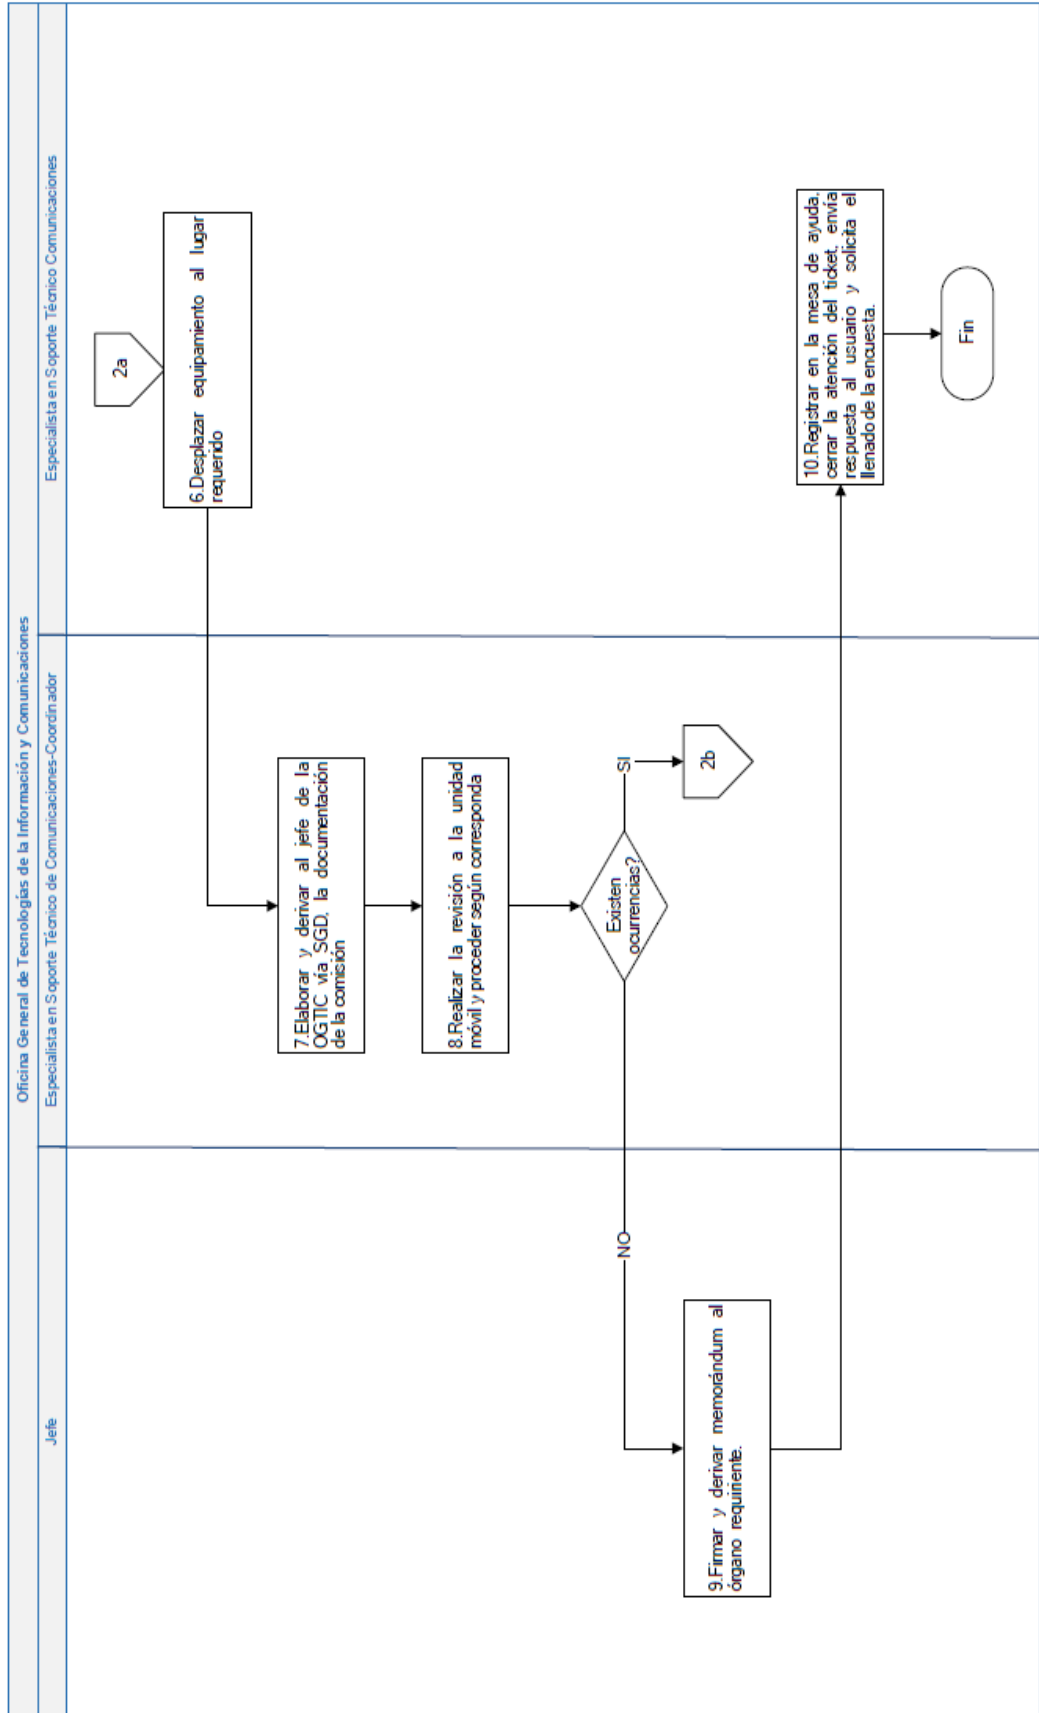 Oficina General de Tecnologías de la Información y Comunicaciones
Jefe
Especialista en Soporte Técnico de Comunicaciones-Coordinador
Especialista en Soporte Técnico Comunicaciones
2a
6.Desplazar equipamiento al lugar
requerido
7.Elaborar y derivar al jefe de la
OGTIC vía SGD, la documentación
de la comisión
8.Realizar la revisión a la unidad
móvil y proceder según corresponda
Existen
ocurrencias?
SI
2b
NO
9.Firmar y derivar memorándum al
órgano requiriente.
10.Registrar en la mesa de ayuda,
cerrar la atención del ticket, envía
respuesta al usuario y solicita el
llenado de la encuesta.
Fin